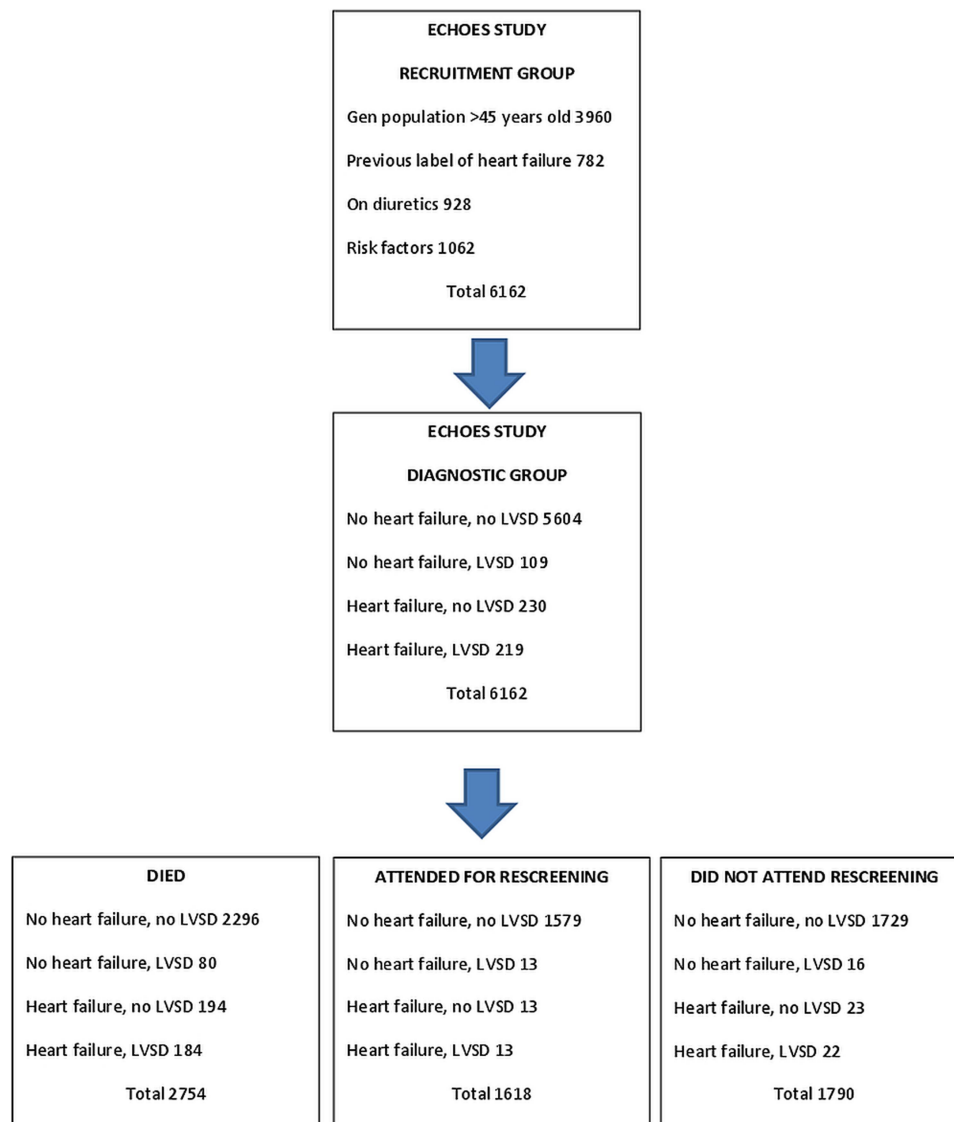 ECHOES STUDY
RECRUITMENT GROUP
Gen population >45 years old 3960
Previous label of heart failure 782
On diuretics 928
Risk factors 1062
Total 6162
ECHOES STUDY
DIAGNOSTIC GROUP
No heart failure, no LVSD 5604
No heart failure, LVSD 109
Heart failure, no LVSD 230
Heart failure, LVSD 219
Total 6162
DIED
No heart failure, no LVSD 2296
No heart failure, LVSD 80
Heart failure, no LVSD 194
Heart failure, LVSD 184
Total 2754
ATTENDED FOR RESCREENING
No heart failure, no LVSD 1579
No heart failure, LVSD 13
Heart failure, no LVSD 13
Heart failure, LVSD 13
Total 1618
DID NOT ATTEND RESCREENING
No heart failure, no LVSD 1729
No heart failure, LVSD 16
Heart failure, no LVSD 23
Heart failure, LVSD 22
Total 1790